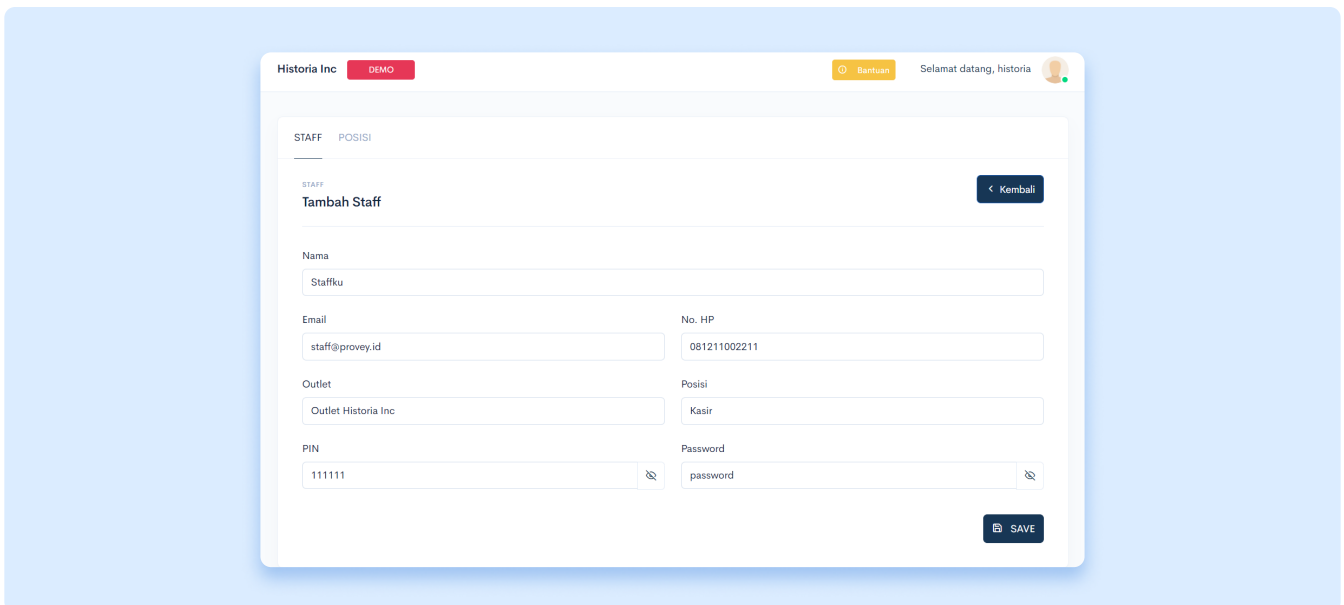 Historia Inc DEMO Bantuan Selamat datang, historia
STAFF POSISI
STAFF
Tambah Staff
Kembali
Nama
Staffku
Email No. HP
staff@provey.id 081211002211
Outlet Posisi
Outlet Historia Inc Kasir
PIN Password
111111 password
SAVE